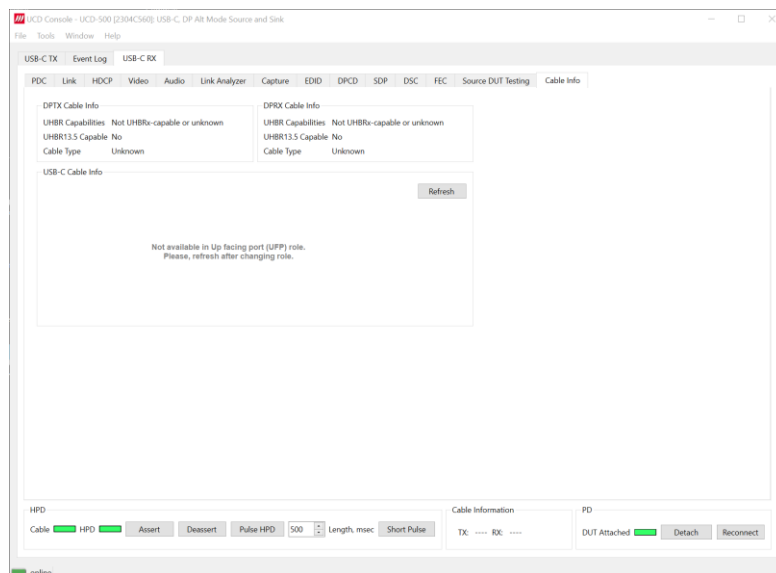 UCD Console - UCD-500 [2304C560]: USB-C, DP Alt Mode Source and Sink
File Tools Window Help
USB-C TX Event Log USB-C RX
PDC Link HDCP Video Audio Link Analyzer Capture EDID DPCD SDP DSC FEC Source DUT Testing Cable Info
DPTX Cable Info
UHBR Capabilities Not UHBRx-capable or unknown
UHBR13.5 Capable No
Cable Type Unknown
DPRX Cable Info
UHBR Capabilities Not UHBRx-capable or unknown
UHBR13.5 Capable No
Cable Type Unknown
USB-C Cable Info
Refresh
Not available in Up facing port (UFP) role.
Please, refresh after changing role.
HPD
Cable HPD Assert Deassert Pulse HPD 500 Length, msec Short Pulse
Cable Information
TX: ---- RX: ----
PD
DUT Attached Detach Reconnect
online